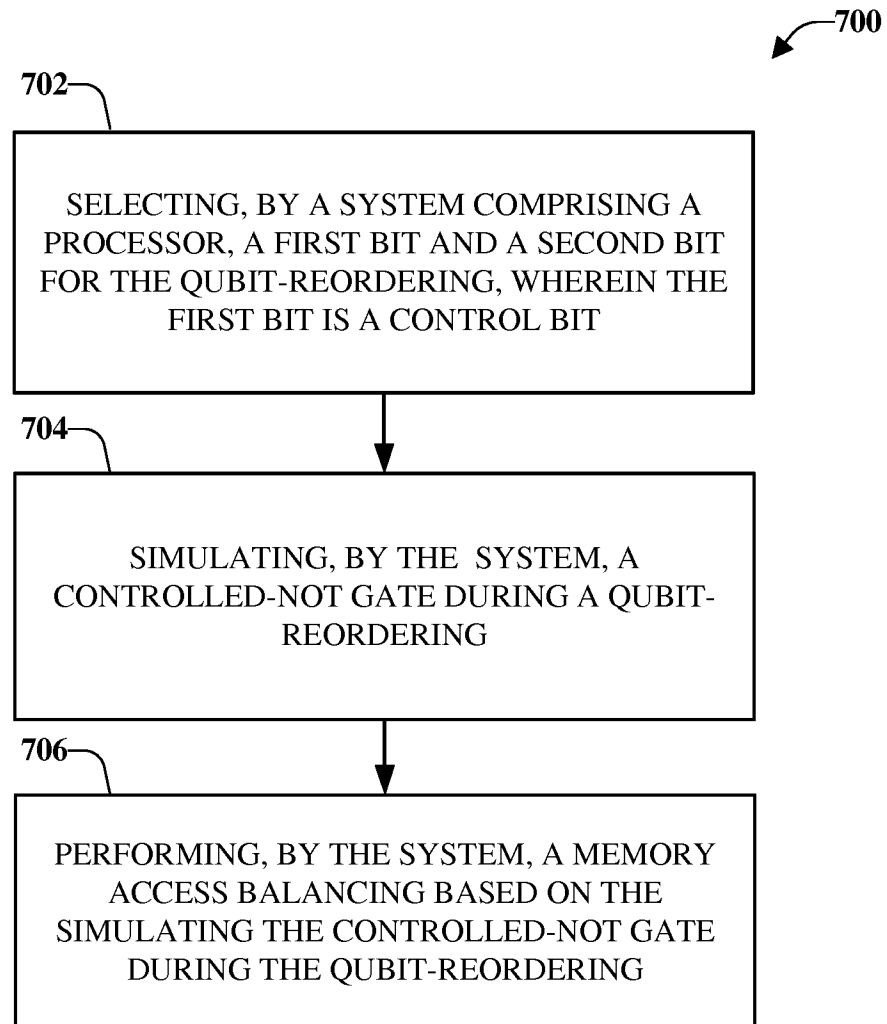 700
702
SELECTING, BY A SYSTEM COMPRISING A
PROCESSOR, A FIRST BIT AND A SECOND BIT
FOR THE QUBIT-REORDERING, WHEREIN THE
FIRST BIT IS A CONTROL BIT
704
SIMULATING, BY THE SYSTEM, A
CONTROLLED-NOT GATE DURING A QUBIT-
REORDERING
706
PERFORMING, BY THE SYSTEM, A MEMORY
ACCESS BALANCING BASED ON THE
SIMULATING THE CONTROLLED-NOT GATE
DURING THE QUBIT-REORDERING